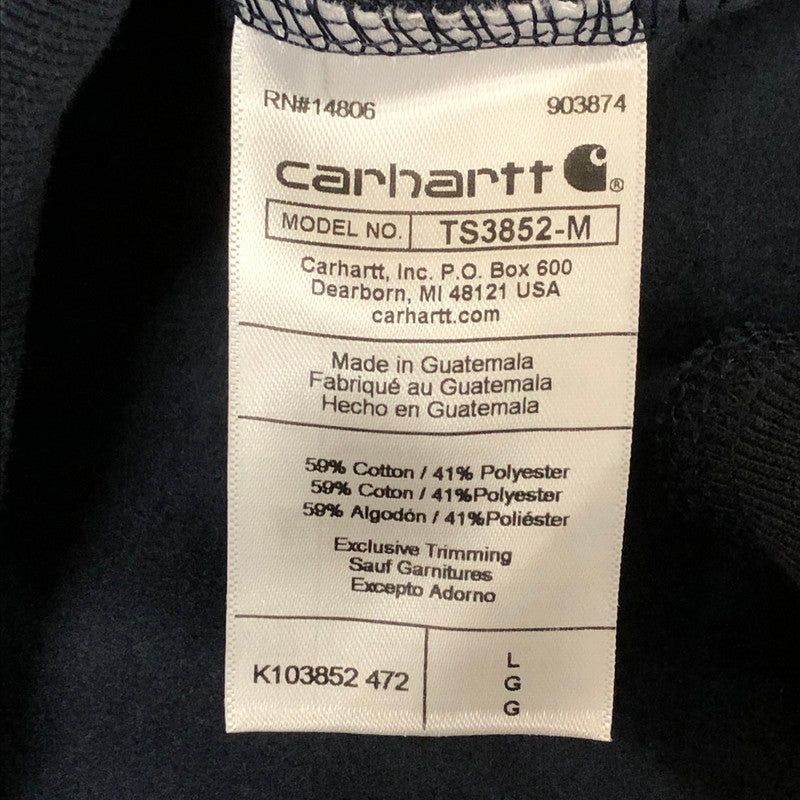 RN#14806 903874
carhartt ®
MODEL NO. TS3852-M
Carhartt, Inc. P.O. Box 600
Dearborn, MI 48121 USA
carhartt.com
Made in Guatemala
Fabriqué au Guatemala
Hecho en Guatemala
59% Cotton / 41% Polyester
59% Coton / 41%Polyester
59% Algodón / 41%Poliéster
Exclusive Trimming
Sauf Garnitures
Excepto Adorno
K103852 472
L
G
G